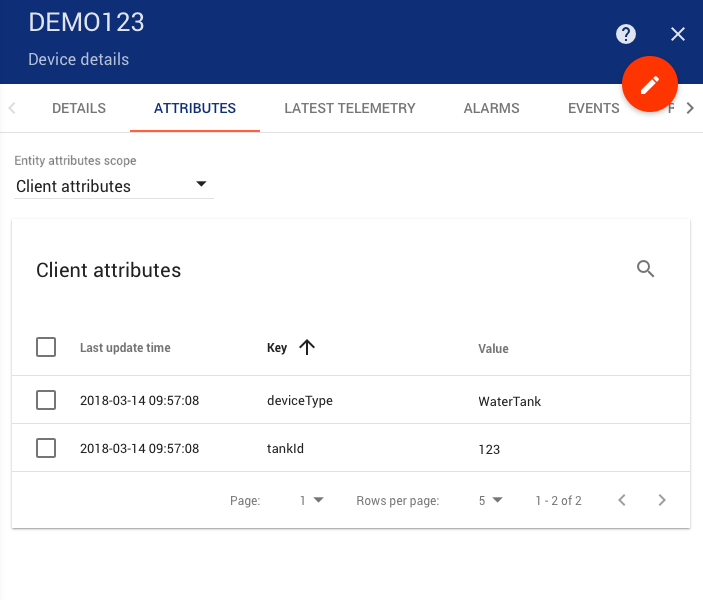 DEMO123
Device details
DETAILS ATTRIBUTES LATEST TELEMETRY ALARMS EVENTS
Entity attributes scope
Client attributes
Client attributes
Last update time Key Value
2018-03-14 09:57:08 deviceType WaterTank
2018-03-14 09:57:08 tankId 123
Page: 1 Rows per page: 5 1 - 2 of 2